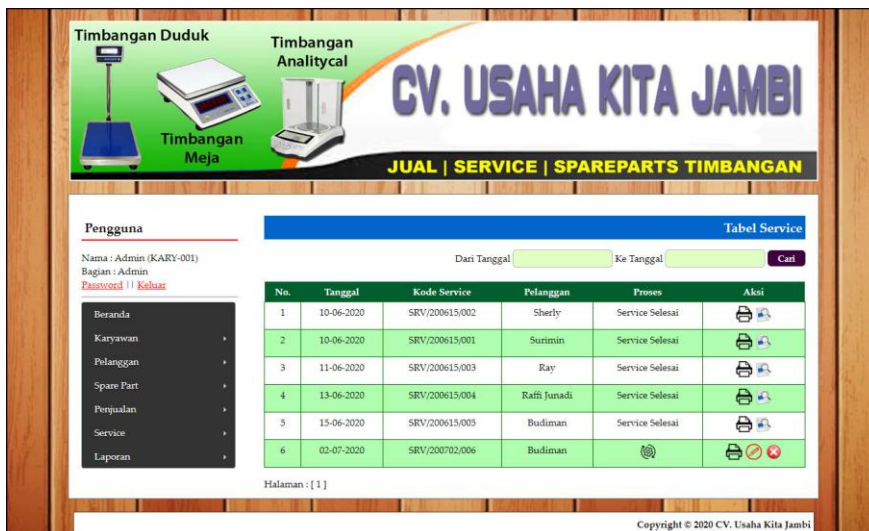 Timbangan Duduk
Timbangan
Analitycal
Timbangan
Meja
CV. USAHA KITA JAMBI
JUAL | SERVICE | SPAREPARTS TIMBANGAN
Pengguna
Nama : Admin (KARY-001)
Bagian : Admin
Password || Keluar
Beranda
Karyawan
Pelanggan
Spare Part
Penjualan
Service
Laporan
Tabel Service
Dari Tanggal Ke Tanggal Cari
No. Tanggal Kode Service Pelanggan Proses Aksi
1 10-06-2020 SRV/200615/002 Sherly Service Selesai
2 10-06-2020 SRV/200615/001 Surimin Service Selesai
3 11-06-2020 SRV/200615/003 Ray Service Selesai
4 13-06-2020 SRV/200615/004 Raffi Junadi Service Selesai
5 15-06-2020 SRV/200615/005 Budiman Service Selesai
6 02-07-2020 SRV/200702/006 Budiman
Halaman : [ 1 ]
Copyright © 2020 CV. Usaha Kita Jambi